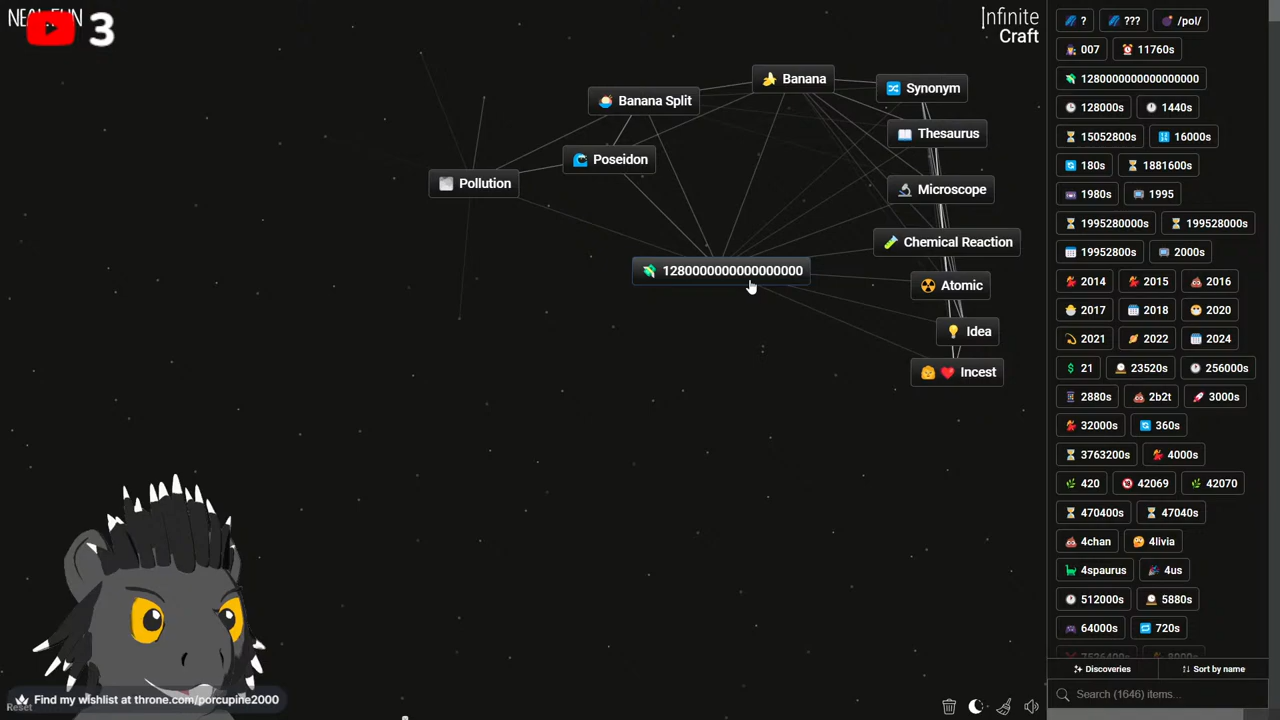 NEAL.FUN
3
Infinite
Craft
Banana
Synonym
Banana Split
Thesaurus
Poseidon
Pollution
Microscope
Chemical Reaction
1280000000000000000
Atomic
Idea
Incest
?
???
/pol/
007
11760s
1280000000000000000
128000s
1440s
15052800s
16000s
180s
1881600s
1980s
1995
1995280000s
199528000s
19952800s
2000s
2014
2015
2016
2017
2018
2020
2021
2022
2024
21
23520s
256000s
2880s
2b2t
3000s
32000s
360s
3763200s
4000s
420
42069
42070
470400s
47040s
4chan
4livia
4spaurus
4us
512000s
5880s
64000s
720s
Discoveries
Sort by name
Search (1646) items...
Find my wishlist at throne.com/porcupine2000
Reset